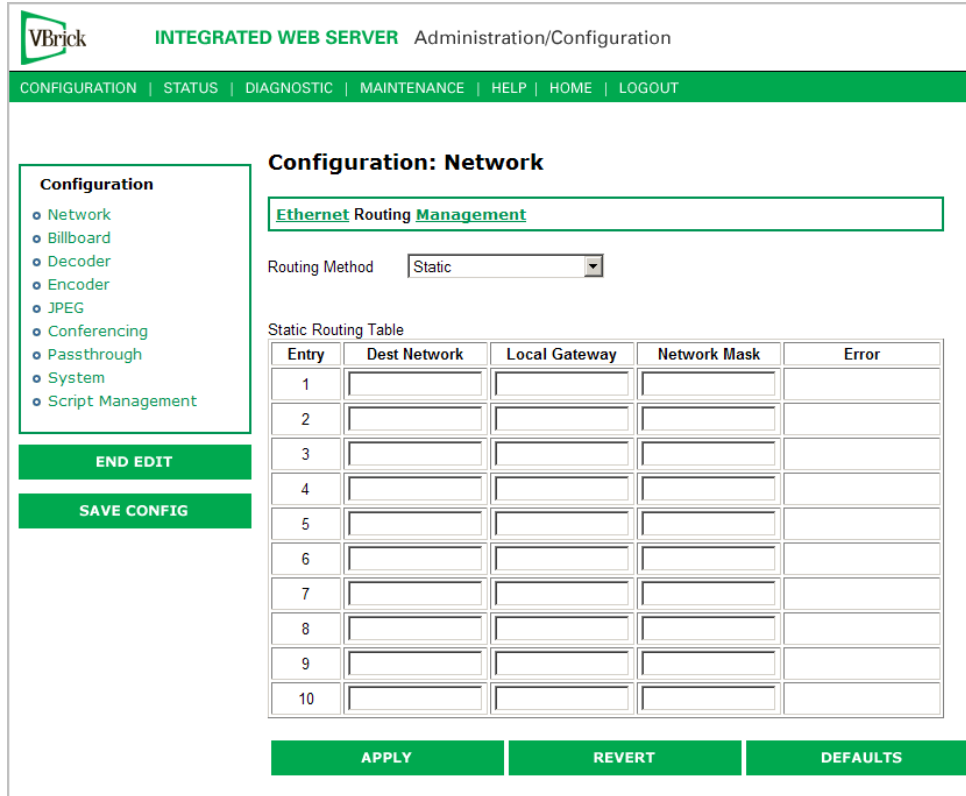 VBrick INTEGRATED WEB SERVER Administration/Configuration
CONFIGURATION | STATUS | DIAGNOSTIC | MAINTENANCE | HELP | HOME | LOGOUT
Configuration
Network
Billboard
Decoder
Encoder
JPEG
Conferencing
Passthrough
System
Script Management
END EDIT
SAVE CONFIG
Configuration: Network
Ethernet Routing Management
Routing Method Static
Static Routing Table
Entry Dest Network Local Gateway Network Mask Error
1
2
3
4
5
6
7
8
9
10
APPLY REVERT DEFAULTS